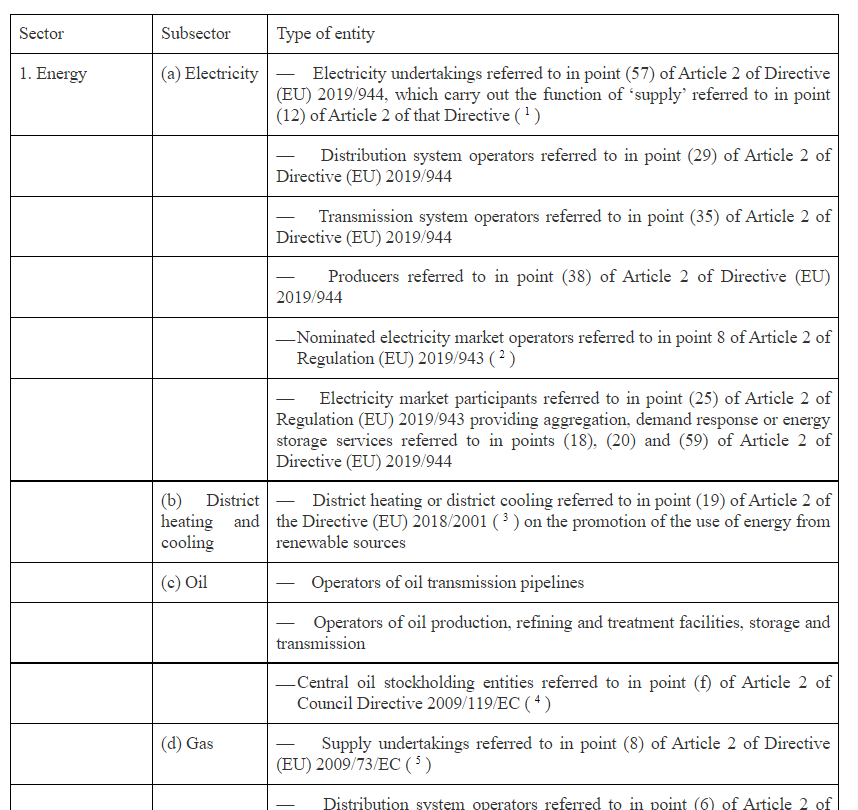 Sector Subsector Type of entity
1. Energy (a) Electricity — Electricity undertakings referred to in point (57) of Article 2 of Directive
(EU) 2019/944, which carry out the function of ‘supply’ referred to in point
(12) of Article 2 of that Directive ( 1 )
— Distribution system operators referred to in point (29) of Article 2 of
Directive (EU) 2019/944
— Transmission system operators referred to in point (35) of Article 2 of
Directive (EU) 2019/944
— Producers referred to in point (38) of Article 2 of Directive (EU)
2019/944
—Nominated electricity market operators referred to in point 8 of Article 2 of
Regulation (EU) 2019/943 ( 2 )
— Electricity market participants referred to in point (25) of Article 2 of
Regulation (EU) 2019/943 providing aggregation, demand response or energy
storage services referred to in points (18), (20) and (59) of Article 2 of
Directive (EU) 2019/944
(b) District
heating and
cooling
— District heating or district cooling referred to in point (19) of Article 2 of
the Directive (EU) 2018/2001 ( 3 ) on the promotion of the use of energy from
renewable sources
(c) Oil — Operators of oil transmission pipelines
— Operators of oil production, refining and treatment facilities, storage and
transmission
—Central oil stockholding entities referred to in point (f) of Article 2 of
Council Directive 2009/119/EC ( 4 )
(d) Gas — Supply undertakings referred to in point (8) of Article 2 of Directive
(EU) 2009/73/EC ( 5 )
— Distribution system operators referred to in point (6) of Article 2 of